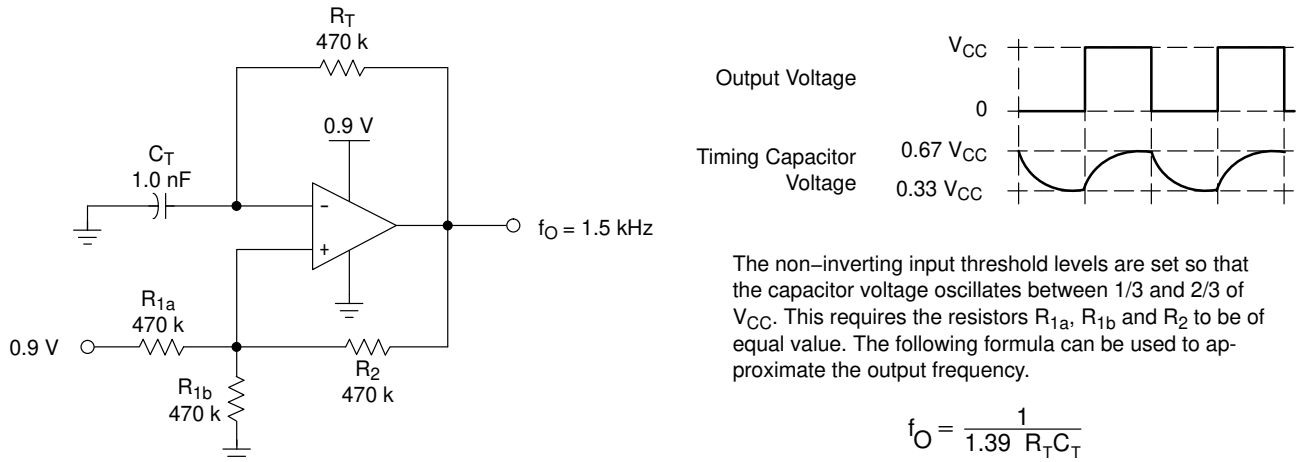 R_T
470 k
0.9 V
C_T
1.0 nF
−
+
f_O = 1.5 kHz
R_1a
470 k
0.9 V
R_1b
470 k
R_2
470 k
Output Voltage
V_CC
0
Timing Capacitor
Voltage
0.67 V_CC
0.33 V_CC
The non−inverting input threshold levels are set so that
the capacitor voltage oscillates between 1/3 and 2/3 of
V_CC. This requires the resistors R_1a, R_1b and R_2 to be of
equal value. The following formula can be used to ap-
proximate the output frequency.
f_O = 1 / (1.39 R_T C_T)